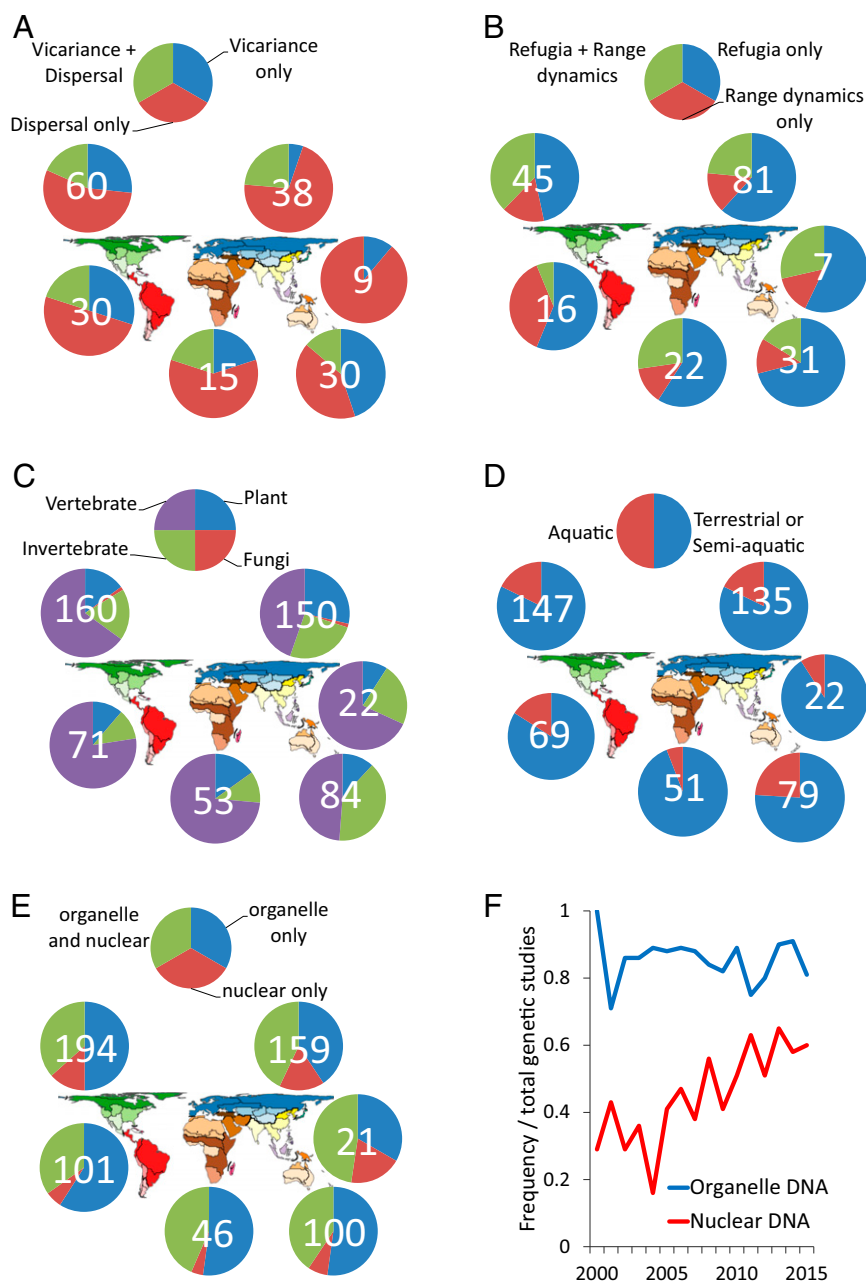 A
Vicariance +
Dispersal
Vicariance
only
Dispersal only
60
38
9
30
15
30
B
Refugia + Range
dynamics
Refugia only
Range dynamics
only
45
81
7
16
22
31
C
Vertebrate
Plant
Invertebrate
Fungi
160
150
22
71
53
84
D
Aquatic
Terrestrial or
Semi-aquatic
147
135
22
69
51
79
E
organelle
and nuclear
organelle
only
nuclear only
194
159
21
101
46
100
F
Frequency / total genetic studies
1
0.8
0.6
0.4
0.2
0
Organelle DNA
Nuclear DNA
2000 2005 2010 2015